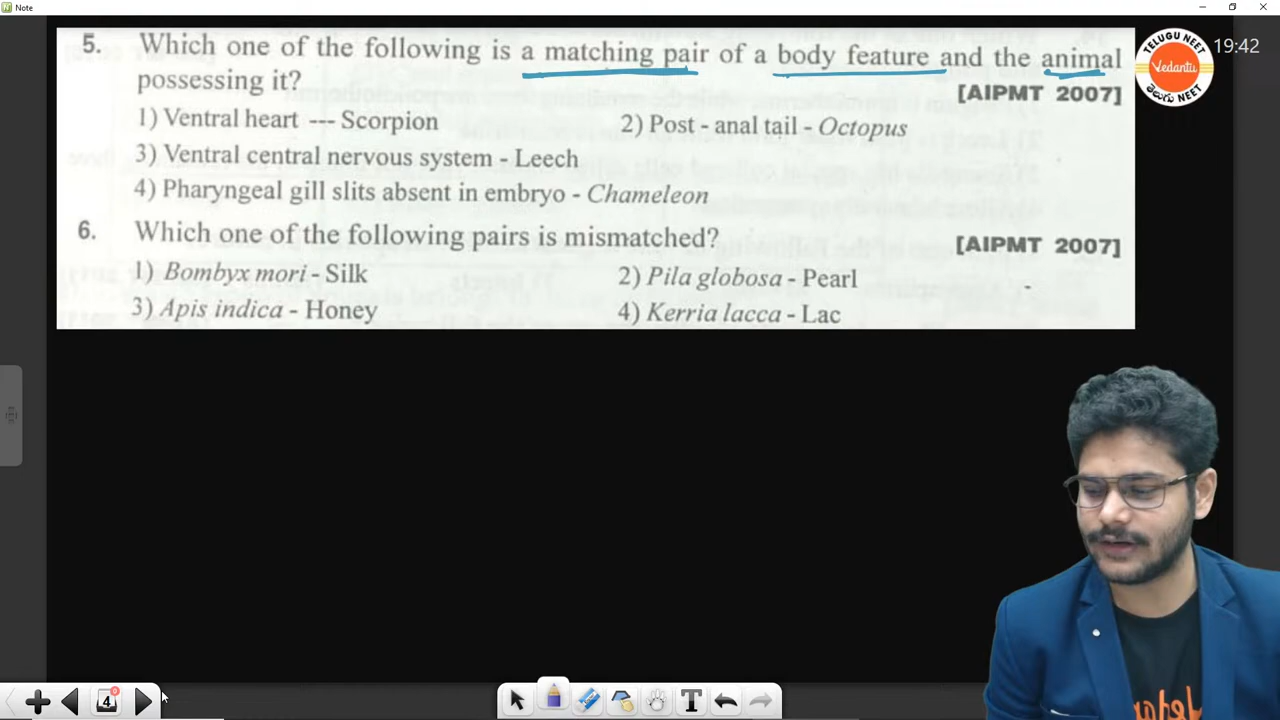 Note
19:42
TELUGU NEET
Vedantu
తెలుగు NEET
5. Which one of the following is a matching pair of a body feature and the animal
possessing it? [AIPMT 2007]
1) Ventral heart --- Scorpion 2) Post - anal tail - Octopus
3) Ventral central nervous system - Leech
4) Pharyngeal gill slits absent in embryo - Chameleon
6. Which one of the following pairs is mismatched? [AIPMT 2007]
1) Bombyx mori - Silk 2) Pila globosa - Pearl
3) Apis indica - Honey 4) Kerria lacca - Lac
4
0
T